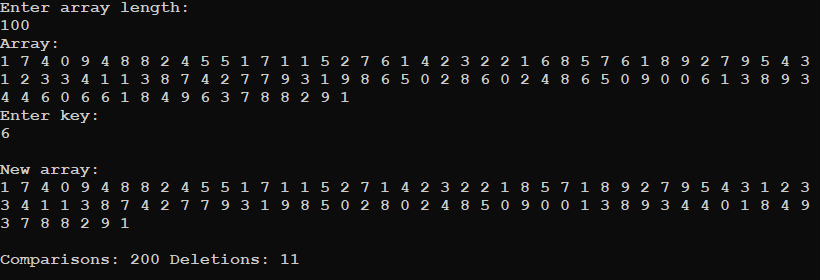 Enter array length:
100
Array:
1 7 4 0 9 4 8 8 2 4 5 5 1 7 1 1 5 2 7 6 1 4 2 3 2 2 1 6 8 5 7 6 1 8 9 2 7 9 5 4 3
1 2 3 3 4 1 1 3 8 7 4 2 7 7 9 3 1 9 8 6 5 0 2 8 6 0 2 4 8 6 5 0 9 0 0 6 1 3 8 9 3
4 4 6 0 6 6 1 8 4 9 6 3 7 8 8 2 9 1
Enter key:
6
New array:
1 7 4 0 9 4 8 8 2 4 5 5 1 7 1 1 5 2 7 1 4 2 3 2 2 1 8 5 7 1 8 9 2 7 9 5 4 3 1 2 3
3 4 1 1 3 8 7 4 2 7 7 9 3 1 9 8 5 0 2 8 0 2 4 8 5 0 9 0 0 1 3 8 9 3 4 4 0 1 8 4 9
3 7 8 8 2 9 1
Comparisons: 200 Deletions: 11